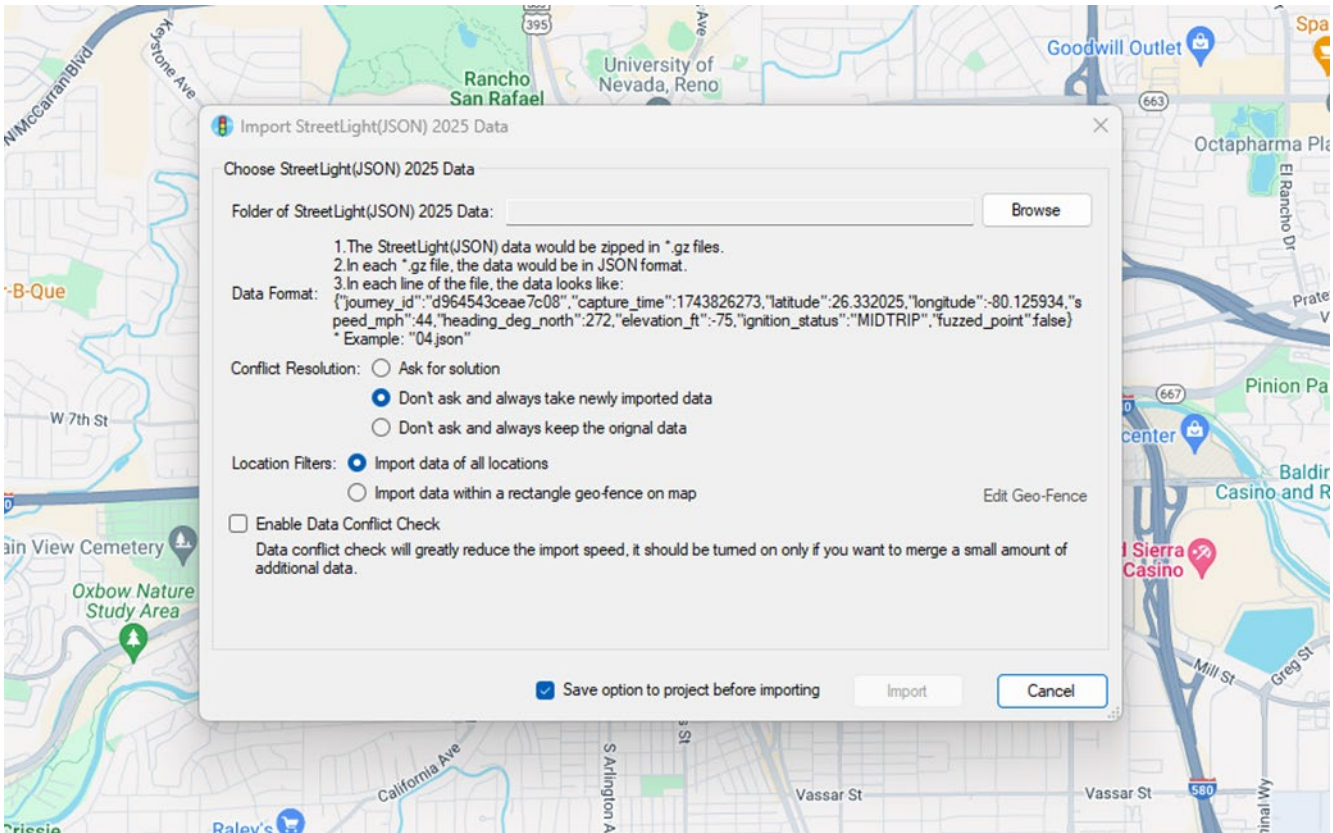 395
Ave
Spa
Goodwill Outlet
University of
Nevada, Reno
Keystone Ave
N McCarran Blvd
Rancho
San Rafael
663
Octapharma Pla
El Rancho Dr
Import StreetLight(JSON) 2025 Data
Choose StreetLight(JSON) 2025 Data
Folder of StreetLight(JSON) 2025 Data:
Browse
1.The StreetLight(JSON) data would be zipped in *.gz files.
2.In each *.gz file, the data would be in JSON format.
3.In each line of the file, the data looks like:
Data Format:
{"journey_id":"d964543ceae7c08","capture_time":1743826273,"latitude":26.332025,"longitude":-80.125934,"s
peed_mph":44,"heading_deg_north":272,"elevation_ft":-75,"ignition_status":"MIDTRIP","fuzzed_point":false}
* Example: "04.json"
-B-Que
Prate
Conflict Resolution: Ask for solution
Don't ask and always take newly imported data
Don't ask and always keep the orignal data
Pinion Pa
667
W 7th St
center
Location Filters: Import data of all locations
Import data within a rectangle geo-fence on map
Edit Geo-Fence
Baldin
Casino and R
Enable Data Conflict Check
Data conflict check will greatly reduce the import speed, it should be turned on only if you want to merge a small amount of
additional data.
ain View Cemetery
d Sierra
Casino
Oxbow Nature
Study Area
Save option to project before importing
Import
Cancel
Mill St
Greg St
s St
California Ave
S Arlington A
Vassar St
Vassar St
580
inal Wy
Crissie
Raley's